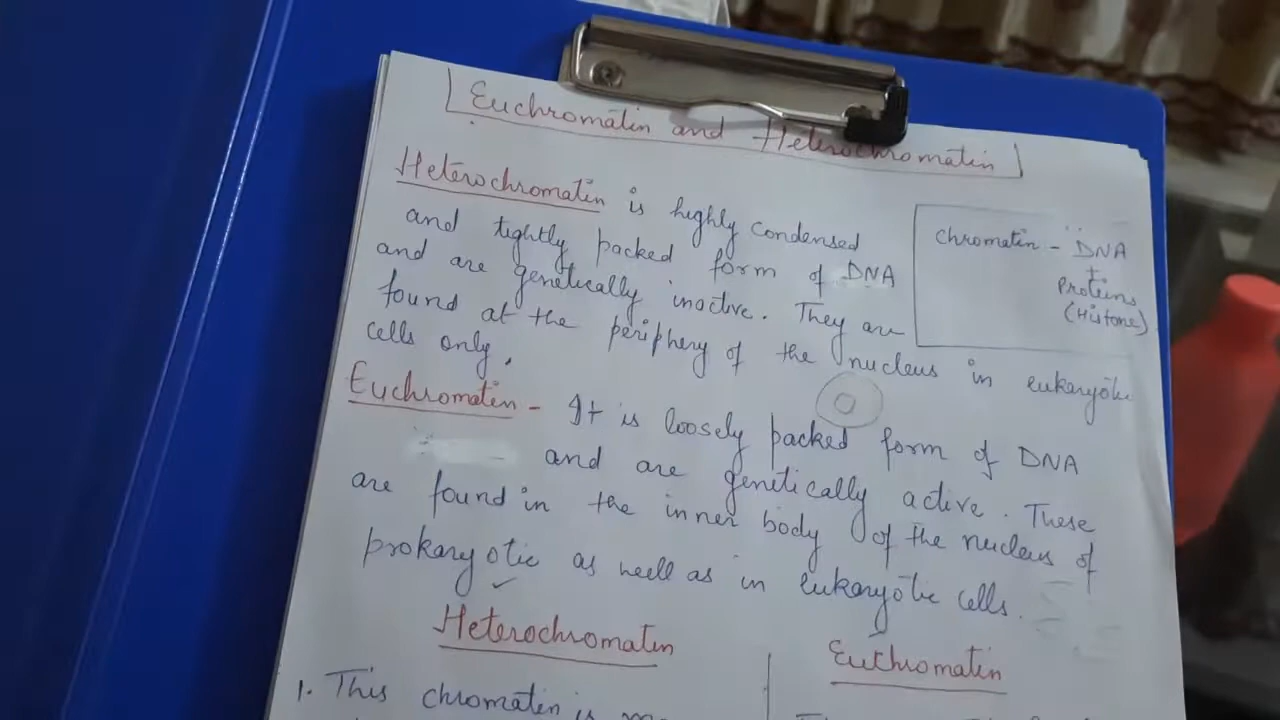 Euchromatin and Heterochromatin
Heterochromatin is highly condensed
and tightly packed form of DNA
and are genetically inactive. They are
found at the periphery of the nucleus in eukaryotic
cells only.
Chromatin - DNA
+
Proteins
(Histone)
Euchromatin - It is loosely packed form of DNA
and are genetically active. These
are found in the inner body of the nucleus of
prokaryotic as well as in eukaryotic cells.
Heterochromatin
Euchromatin
1. This chromatin is